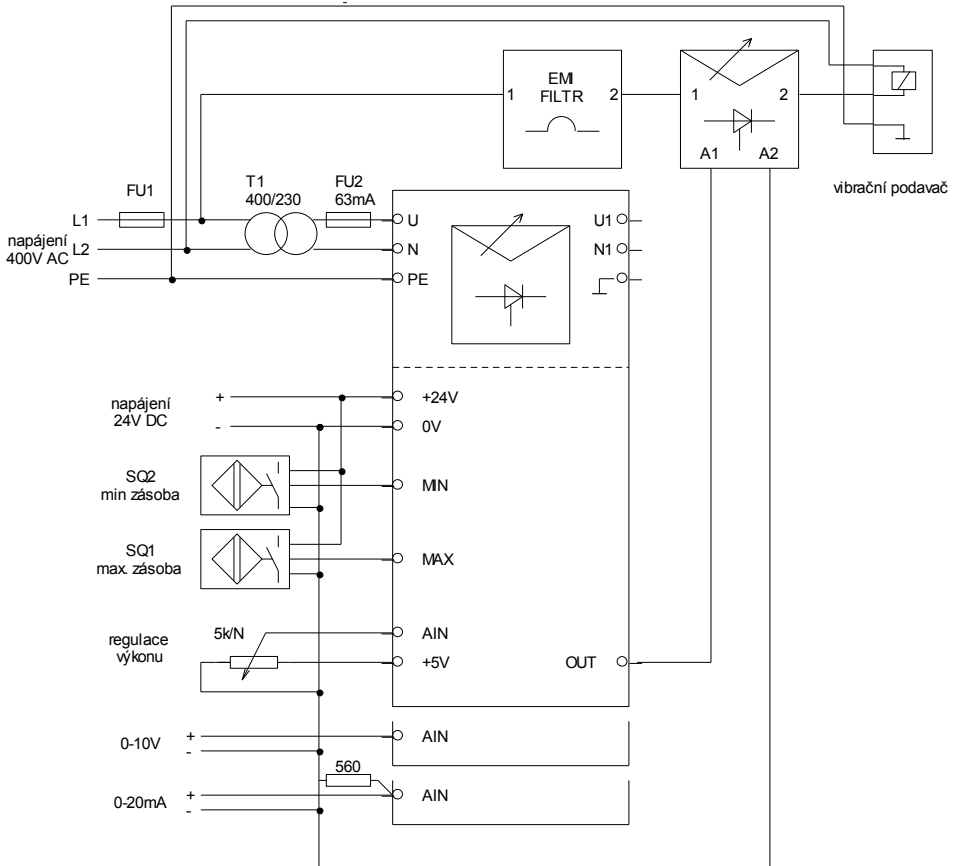 EMI
FILTR
1
2
1
2
A1
A2
vibrační podavač
FU1
T1
400/230
FU2
63mA
L1
napájení
400V AC
L2
PE
U
N
PE
U1
N1
napájení
24V DC
+
-
+24V
0V
SQ2
min zásoba
MIN
SQ1
max. zásoba
MAX
regulace
výkonu
5k/N
AIN
+5V
OUT
0-10V
+
-
AIN
560
0-20mA
+
-
AIN